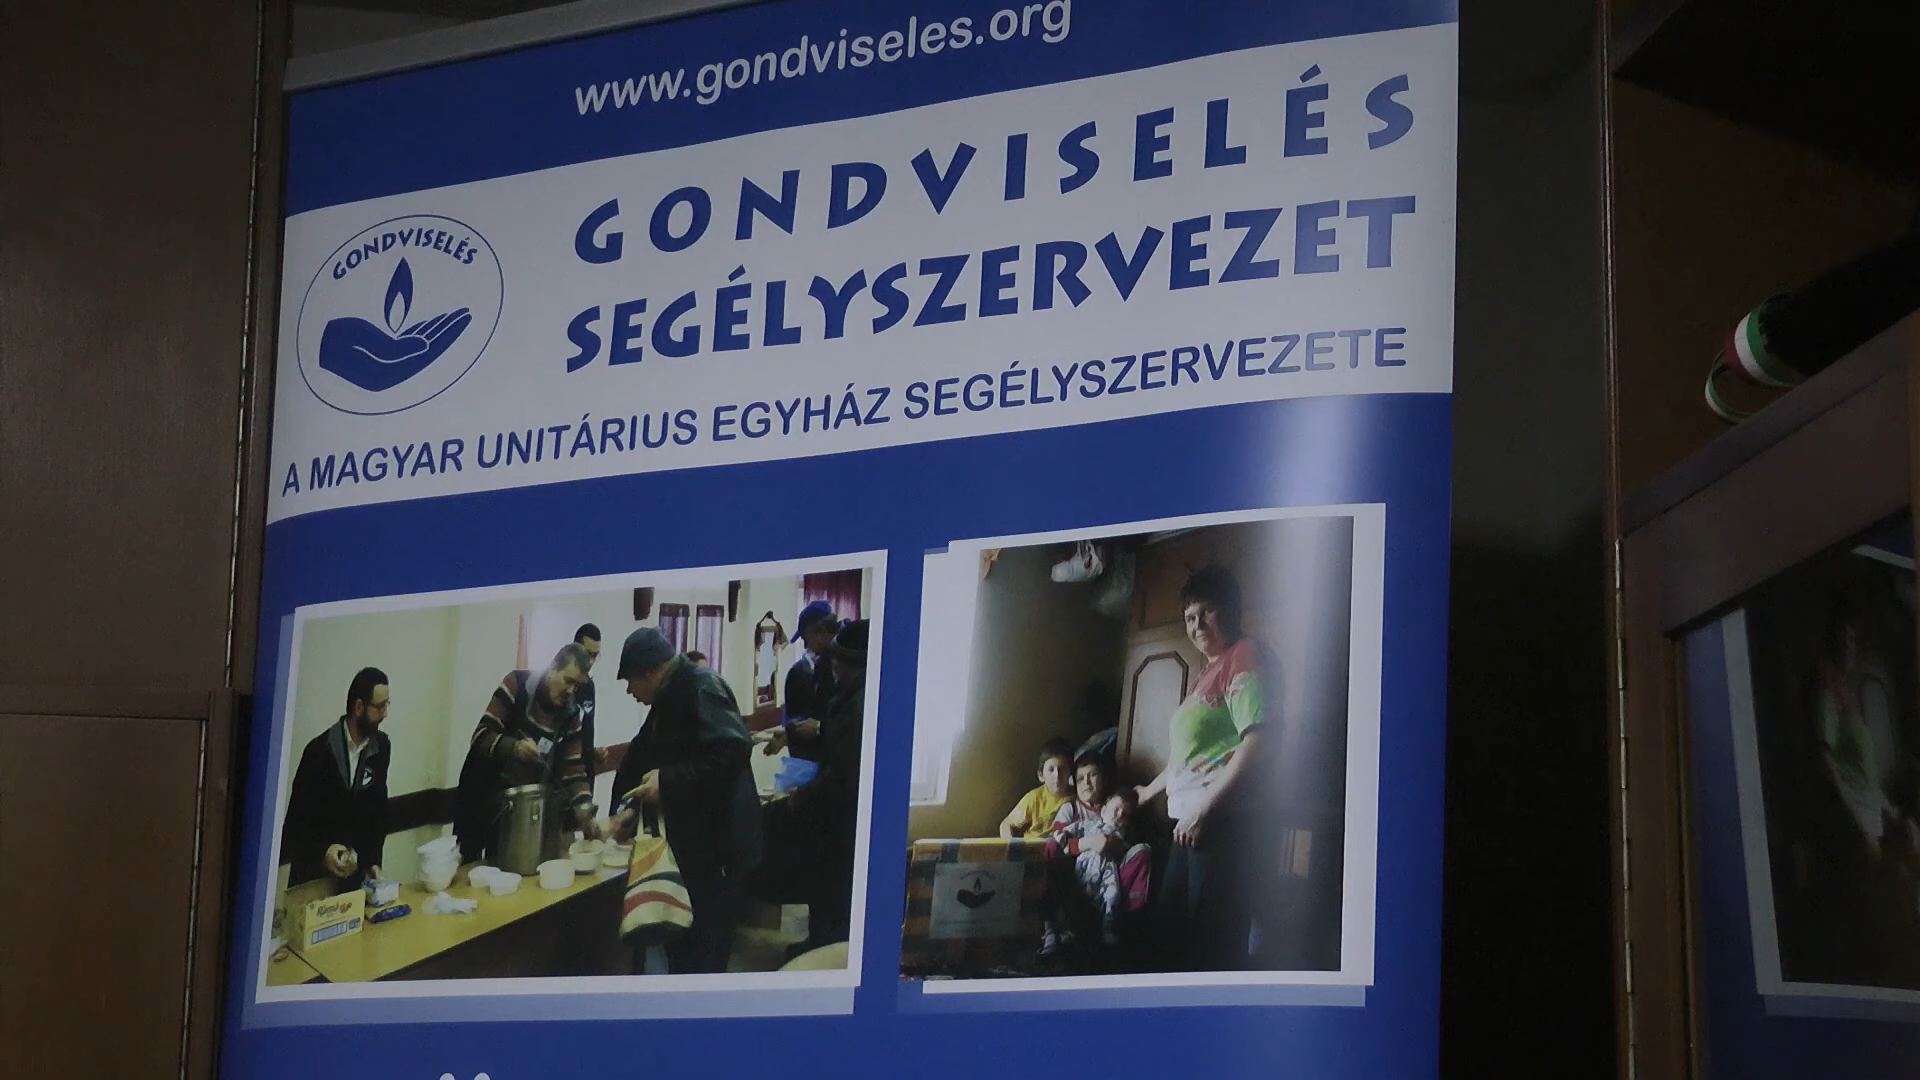 www.gondviseles.org
GONDVISELÉS
SEGÉLYSZERVEZET
GONDVISELÉS
A MAGYAR UNITÁRIUS EGYHÁZ SEGÉLYSZERVEZETE